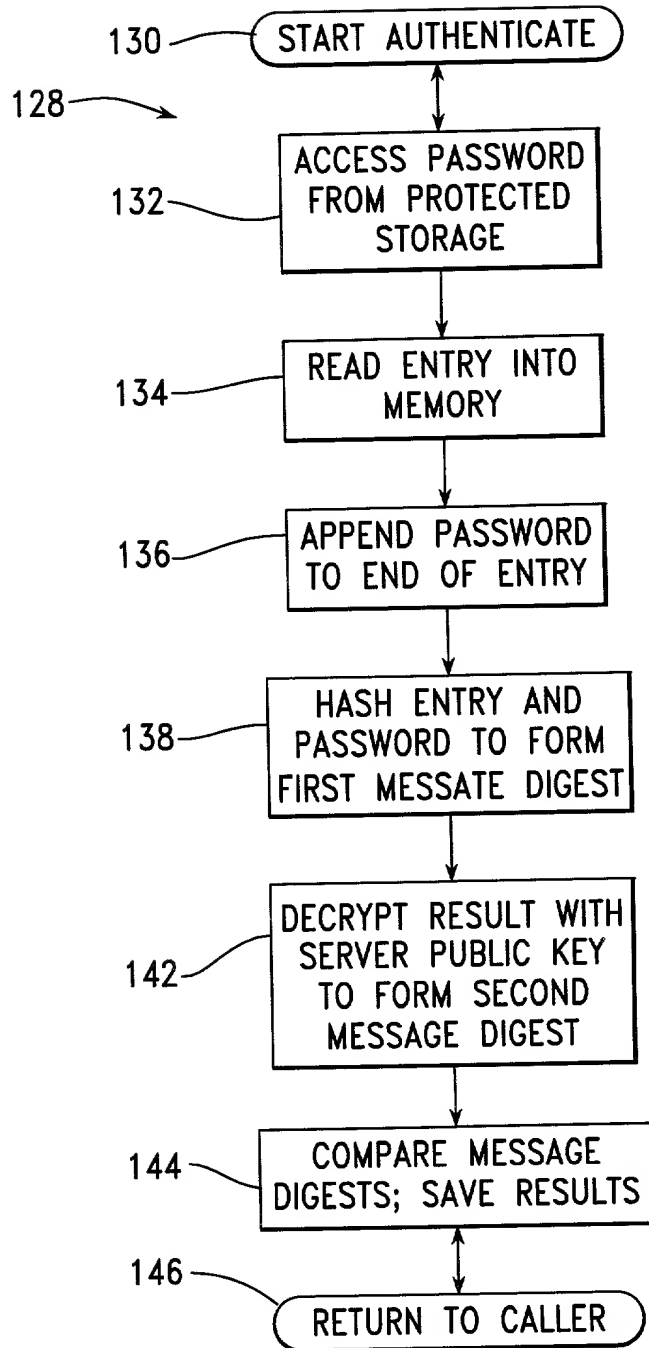 130
START AUTHENTICATE
128
132
ACCESS PASSWORD
FROM PROTECTED
STORAGE
134
READ ENTRY INTO
MEMORY
136
APPEND PASSWORD
TO END OF ENTRY
138
HASH ENTRY AND
PASSWORD TO FORM
FIRST MESSATE DIGEST
142
DECRYPT RESULT WITH
SERVER PUBLIC KEY
TO FORM SECOND
MESSAGE DIGEST
144
COMPARE MESSAGE
DIGESTS; SAVE RESULTS
146
RETURN TO CALLER